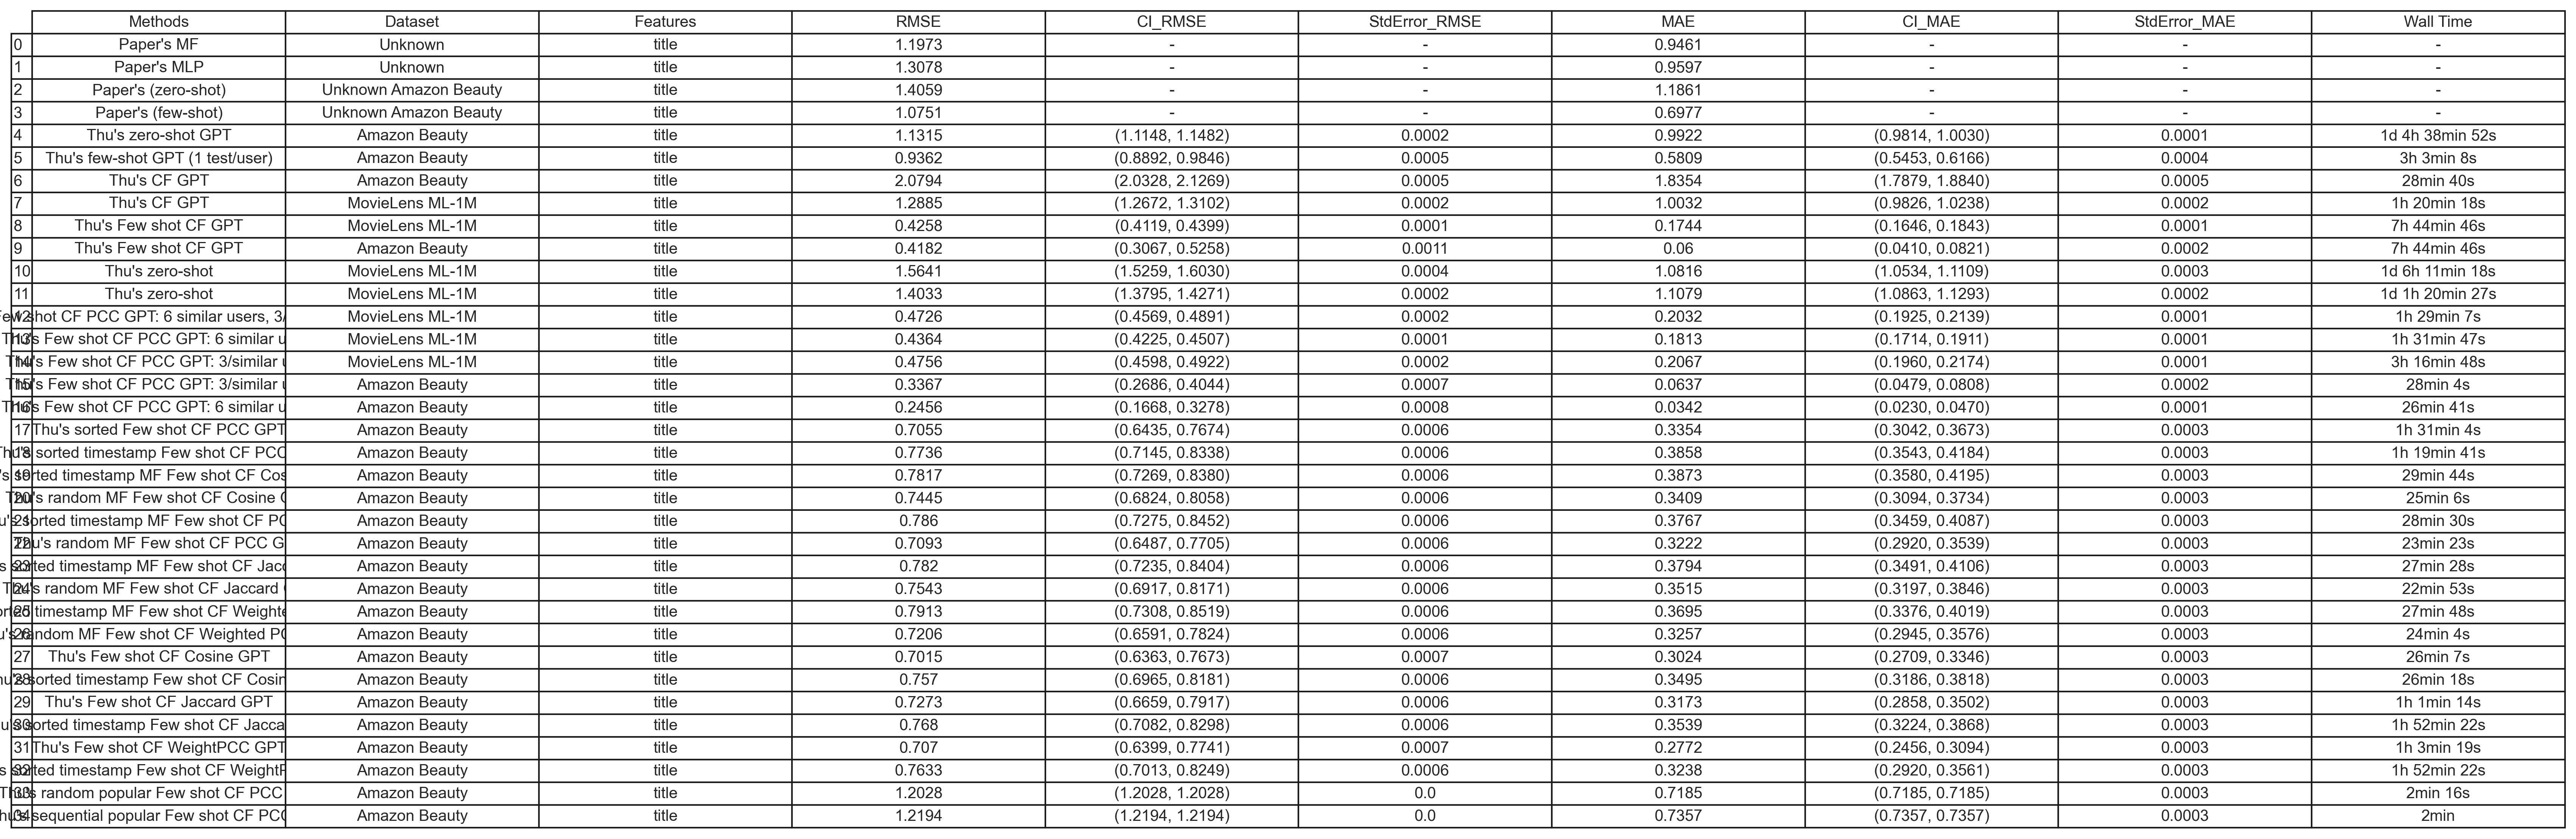 Methods Dataset Features RMSE CI_RMSE StdError_RMSE MAE CI_MAE StdError_MAE Wall Time
0 Paper's MF Unknown title 1.1973 - - 0.9461 - - -
1 Paper's MLP Unknown title 1.3078 - - 0.9597 - - -
2 Paper's (zero-shot) Unknown Amazon Beauty title 1.4059 - - 1.1861 - - -
3 Paper's (few-shot) Unknown Amazon Beauty title 1.0751 - - 0.6977 - - -
4 Thu's zero-shot GPT Amazon Beauty title 1.1315 (1.1148, 1.1482) 0.0002 0.9922 (0.9814, 1.0030) 0.0001 1d 4h 38min 52s
5 Thu's few-shot GPT (1 test/user) Amazon Beauty title 0.9362 (0.8892, 0.9846) 0.0005 0.5809 (0.5453, 0.6166) 0.0004 3h 3min 8s
6 Thu's CF GPT Amazon Beauty title 2.0794 (2.0328, 2.1269) 0.0005 1.8354 (1.7879, 1.8840) 0.0005 28min 40s
7 Thu's CF GPT MovieLens ML-1M title 1.2885 (1.2672, 1.3102) 0.0002 1.0032 (0.9826, 1.0238) 0.0002 1h 20min 18s
8 Thu's Few shot CF GPT MovieLens ML-1M title 0.4258 (0.4119, 0.4399) 0.0001 0.1744 (0.1646, 0.1843) 0.0001 7h 44min 46s
9 Thu's Few shot CF GPT Amazon Beauty title 0.4182 (0.3067, 0.5258) 0.0011 0.06 (0.0410, 0.0821) 0.0002 7h 44min 46s
10 Thu's zero-shot MovieLens ML-1M title 1.5641 (1.5259, 1.6030) 0.0004 1.0816 (1.0534, 1.1109) 0.0003 1d 6h 11min 18s
11 Thu's zero-shot MovieLens ML-1M title 1.4033 (1.3795, 1.4271) 0.0002 1.1079 (1.0863, 1.1293) 0.0002 1d 1h 20min 27s
12 Few shot CF PCC GPT: 6 similar users, 3/ MovieLens ML-1M title 0.4726 (0.4569, 0.4891) 0.0001 0.2032 (0.1925, 0.2139) 0.0001 1h 29min 7s
13 Thu's Few shot CF PCC GPT: 6 similar u MovieLens ML-1M title 0.4364 (0.4225, 0.4507) 0.0001 0.1813 (0.1714, 0.1911) 0.0001 1h 31min 47s
14 Thu's Few shot CF PCC GPT: 3/similar u MovieLens ML-1M title 0.4756 (0.4598, 0.4922) 0.0002 0.2067 (0.1960, 0.2174) 0.0001 3h 16min 48s
15 Thu's Few shot CF PCC GPT: 3/similar u Amazon Beauty title 0.3367 (0.2686, 0.4044) 0.0007 0.0637 (0.0479, 0.0808) 0.0002 28min 4s
16 Thu's Few shot CF PCC GPT: 6 similar u Amazon Beauty title 0.2456 (0.1668, 0.3278) 0.0008 0.0342 (0.0230, 0.0470) 0.0001 26min 41s
17 Thu's sorted Few shot CF PCC GPT Amazon Beauty title 0.7055 (0.6435, 0.7674) 0.0006 0.3354 (0.3042, 0.3673) 0.0003 1h 31min 4s
18 Thu's sorted timestamp Few shot CF PCC Amazon Beauty title 0.7736 (0.7145, 0.8338) 0.0006 0.3858 (0.3543, 0.4184) 0.0003 1h 19min 41s
19 's sorted timestamp MF Few shot CF Cos Amazon Beauty title 0.7817 (0.7269, 0.8380) 0.0006 0.3873 (0.3580, 0.4195) 0.0003 29min 44s
20 Thu's random MF Few shot CF Cosine G Amazon Beauty title 0.7445 (0.6824, 0.8058) 0.0006 0.3409 (0.3094, 0.3734) 0.0003 25min 6s
21 u's sorted timestamp MF Few shot CF PC Amazon Beauty title 0.786 (0.7275, 0.8452) 0.0006 0.3767 (0.3459, 0.4087) 0.0003 28min 30s
22 Thu's random MF Few shot CF PCC G Amazon Beauty title 0.7093 (0.6487, 0.7705) 0.0006 0.3222 (0.2920, 0.3539) 0.0003 23min 23s
23 s sorted timestamp MF Few shot CF Jacc Amazon Beauty title 0.782 (0.7235, 0.8404) 0.0006 0.3794 (0.3491, 0.4106) 0.0003 27min 28s
24 Thu's random MF Few shot CF Jaccard Amazon Beauty title 0.7543 (0.6917, 0.8171) 0.0006 0.3515 (0.3197, 0.3846) 0.0003 22min 53s
25 orted timestamp MF Few shot CF Weighte Amazon Beauty title 0.7913 (0.7308, 0.8519) 0.0006 0.3695 (0.3376, 0.4019) 0.0003 27min 48s
26 u's random MF Few shot CF Weighted PC Amazon Beauty title 0.7206 (0.6591, 0.7824) 0.0006 0.3257 (0.2945, 0.3576) 0.0003 24min 4s
27 Thu's Few shot CF Cosine GPT Amazon Beauty title 0.7015 (0.6363, 0.7673) 0.0007 0.3024 (0.2709, 0.3346) 0.0003 26min 7s
28 hu's sorted timestamp Few shot CF Cosin Amazon Beauty title 0.757 (0.6965, 0.8181) 0.0006 0.3495 (0.3186, 0.3818) 0.0003 26min 18s
29 Thu's Few shot CF Jaccard GPT Amazon Beauty title 0.7273 (0.6659, 0.7917) 0.0006 0.3173 (0.2858, 0.3502) 0.0003 1h 1min 14s
30 u's sorted timestamp Few shot CF Jacca Amazon Beauty title 0.768 (0.7082, 0.8298) 0.0006 0.3539 (0.3224, 0.3868) 0.0003 1h 52min 22s
31 Thu's Few shot CF WeightPCC GPT Amazon Beauty title 0.707 (0.6399, 0.7741) 0.0007 0.2772 (0.2456, 0.3094) 0.0003 1h 3min 19s
32 s sorted timestamp Few shot CF WeightP Amazon Beauty title 0.7633 (0.7013, 0.8249) 0.0006 0.3238 (0.2920, 0.3561) 0.0003 1h 52min 22s
33 Thu's random popular Few shot CF PCC Amazon Beauty title 1.2028 (1.2028, 1.2028) 0.0 0.7185 (0.7185, 0.7185) 0.0003 2min 16s
34 hu's sequential popular Few shot CF PCC Amazon Beauty title 1.2194 (1.2194, 1.2194) 0.0 0.7357 (0.7357, 0.7357) 0.0003 2min